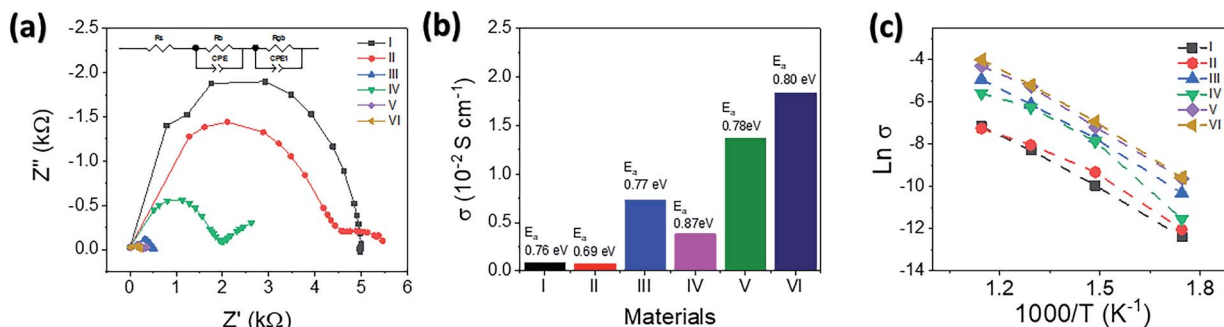 (a)
-2.5
-2.0
-1.5
-1.0
-0.5
0.0
Z'' (kΩ)
Rs
Rb
Rgb
CPE
CPE1
I
II
III
IV
V
VI
0 1 2 3 4 5 6
Z' (kΩ)
(b)
2.5
2.0
1.5
1.0
0.5
0.0
σ (10⁻² S cm⁻¹)
Eₐ
0.76 eV
Eₐ
0.69 eV
Eₐ
0.77 eV
Eₐ
0.87eV
Eₐ
0.78eV
Eₐ
0.80 eV
I II III IV V VI
Materials
(c)
-4
-6
-8
-10
-12
-14
Ln σ
I
II
III
IV
V
VI
1.2 1.5 1.8
1000/T (K⁻¹)